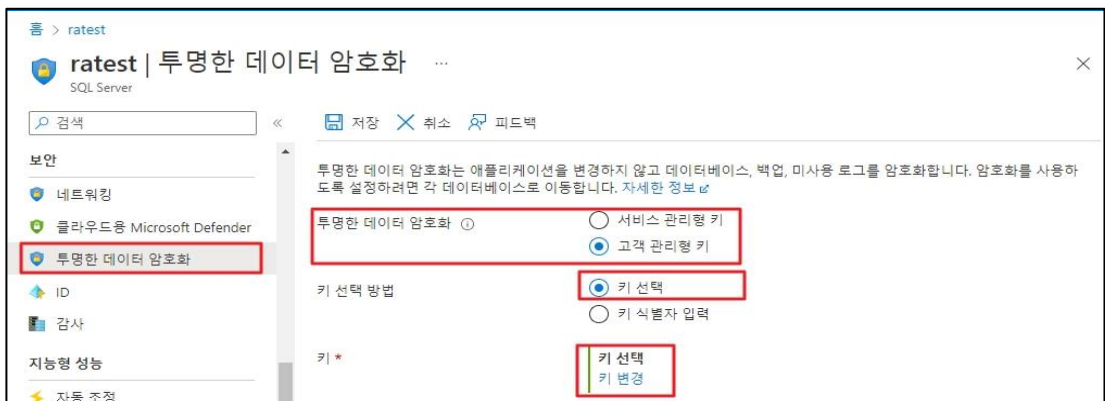 홈 > ratest
ratest | 투명한 데이터 암호화 ...
SQL Server
검색 «
저장 취소 피드백
보안
네트워킹
클라우드용 Microsoft Defender
투명한 데이터 암호화
ID
감사
지능형 성능
자동 조정
투명한 데이터 암호화는 애플리케이션을 변경하지 않고 데이터베이스, 백업, 미사용 로그를 암호화합니다. 암호화를 사용하
도록 설정하려면 각 데이터베이스로 이동합니다. 자세한 정보
투명한 데이터 암호화
서비스 관리형 키
고객 관리형 키
키 선택 방법
키 선택
키 식별자 입력
키 *
키 선택
키 변경